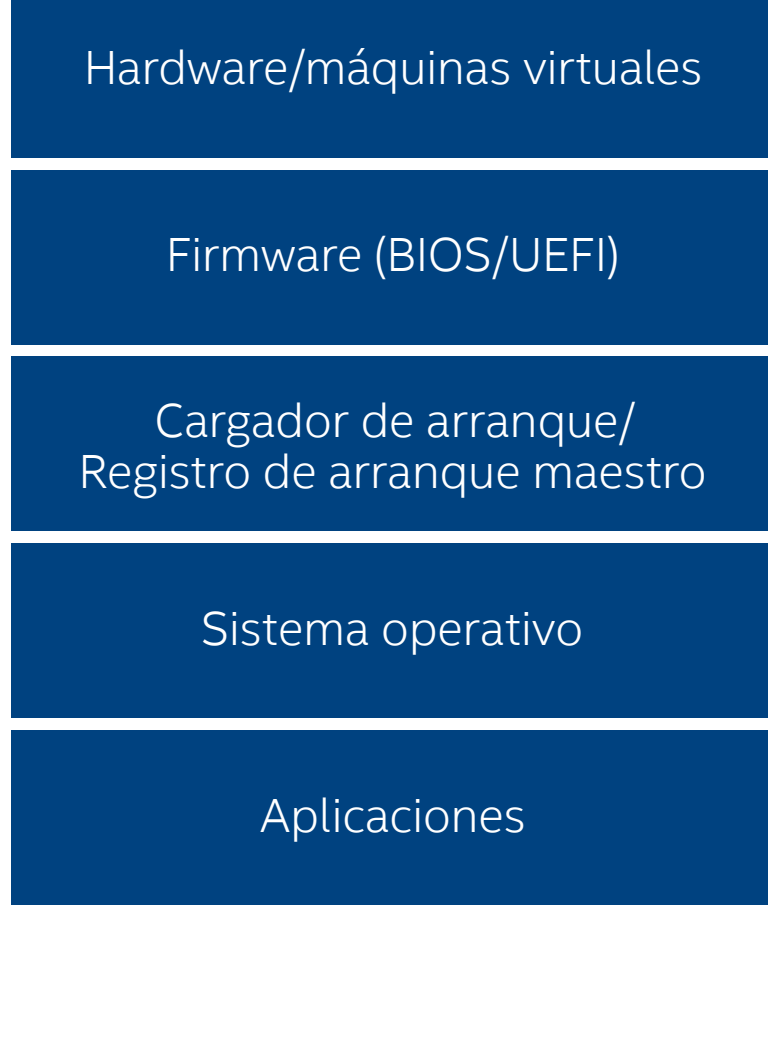 Hardware/máquinas virtuales
Firmware (BIOS/UEFI)
Cargador de arranque/
Registro de arranque maestro
Sistema operativo
Aplicaciones